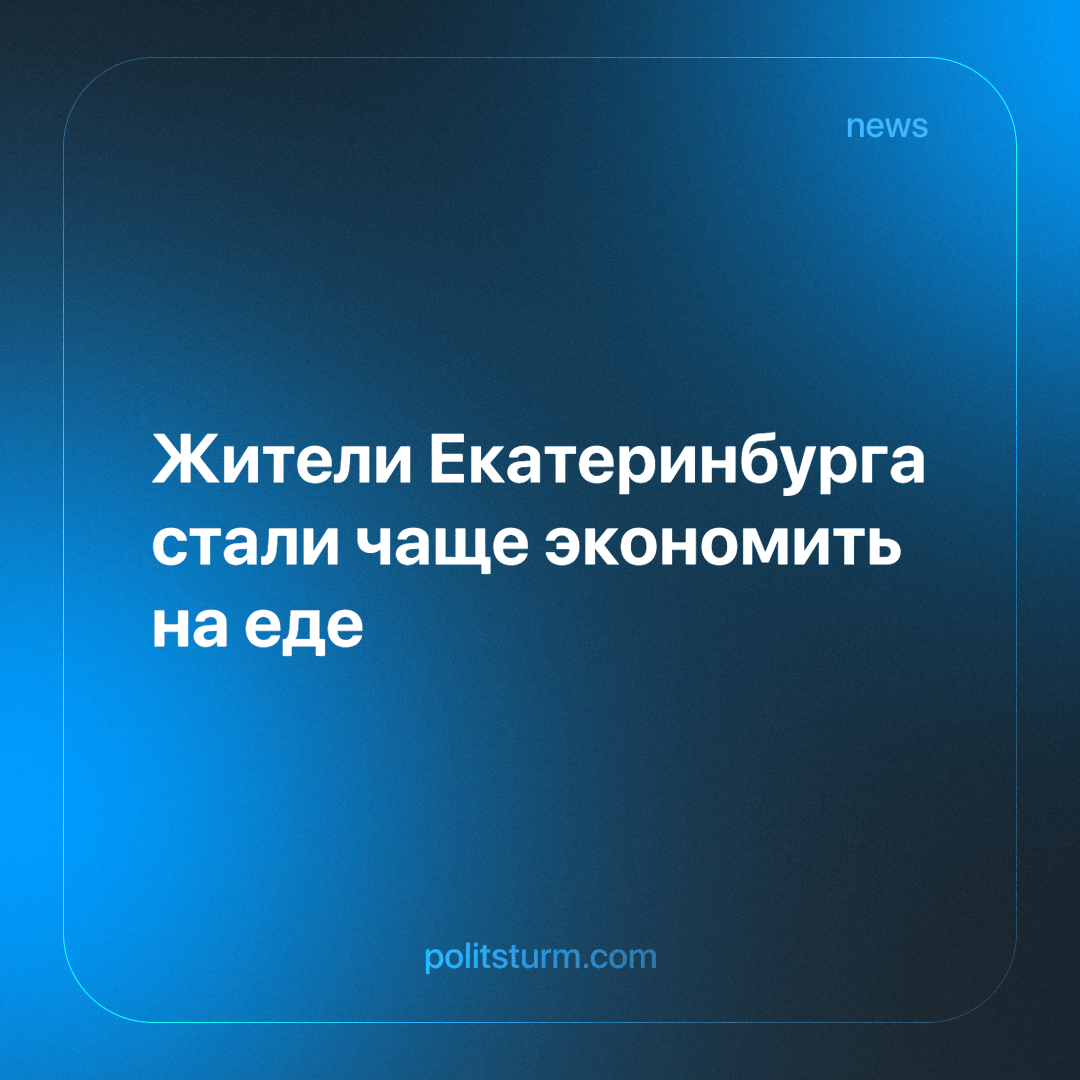 news
Жители Екатеринбурга
стали чаще экономить
на еде
politsturm.com